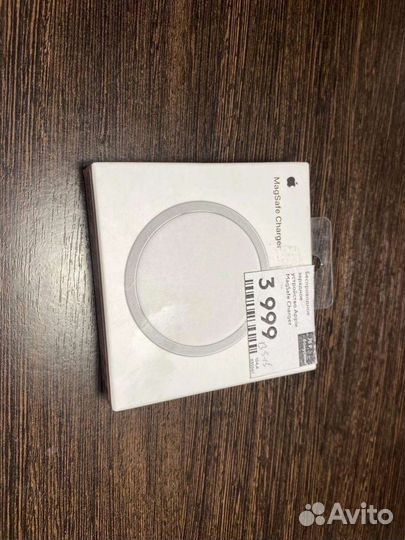 MagSafe Charger
Беспроводное
зарядное
устройство Apple
MagSafe Charger
3 999
Avito